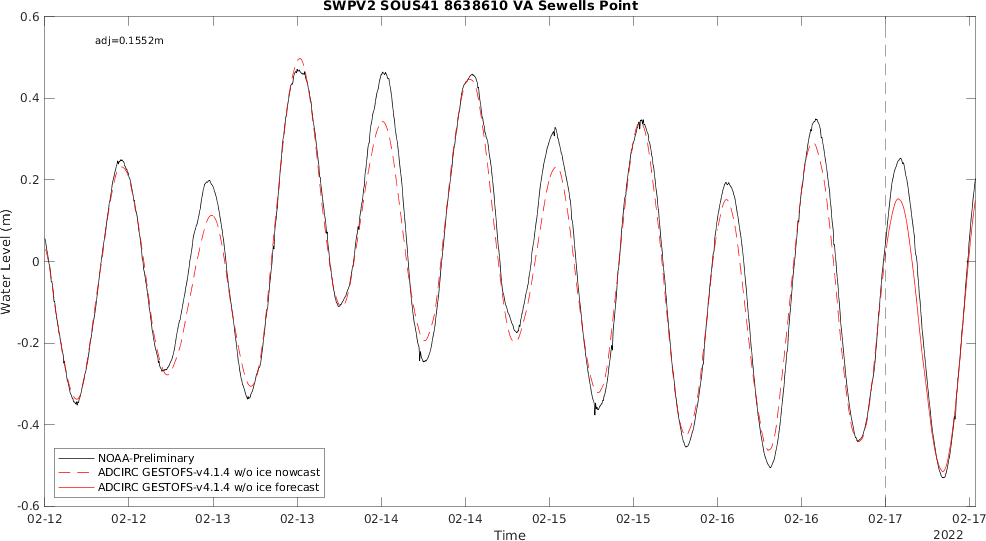 SWPV2 SOUS41 8638610 VA Sewells Point
adj=0.1552m
0.6
0.4
0.2
0
-0.2
-0.4
-0.6
Water Level (m)
NOAA-Preliminary
ADCIRC GESTOFS-v4.1.4 w/o ice nowcast
ADCIRC GESTOFS-v4.1.4 w/o ice forecast
02-12 02-12 02-13 02-13 02-14 02-14 02-15 02-15 02-16 02-16 02-17 02-17
Time
2022